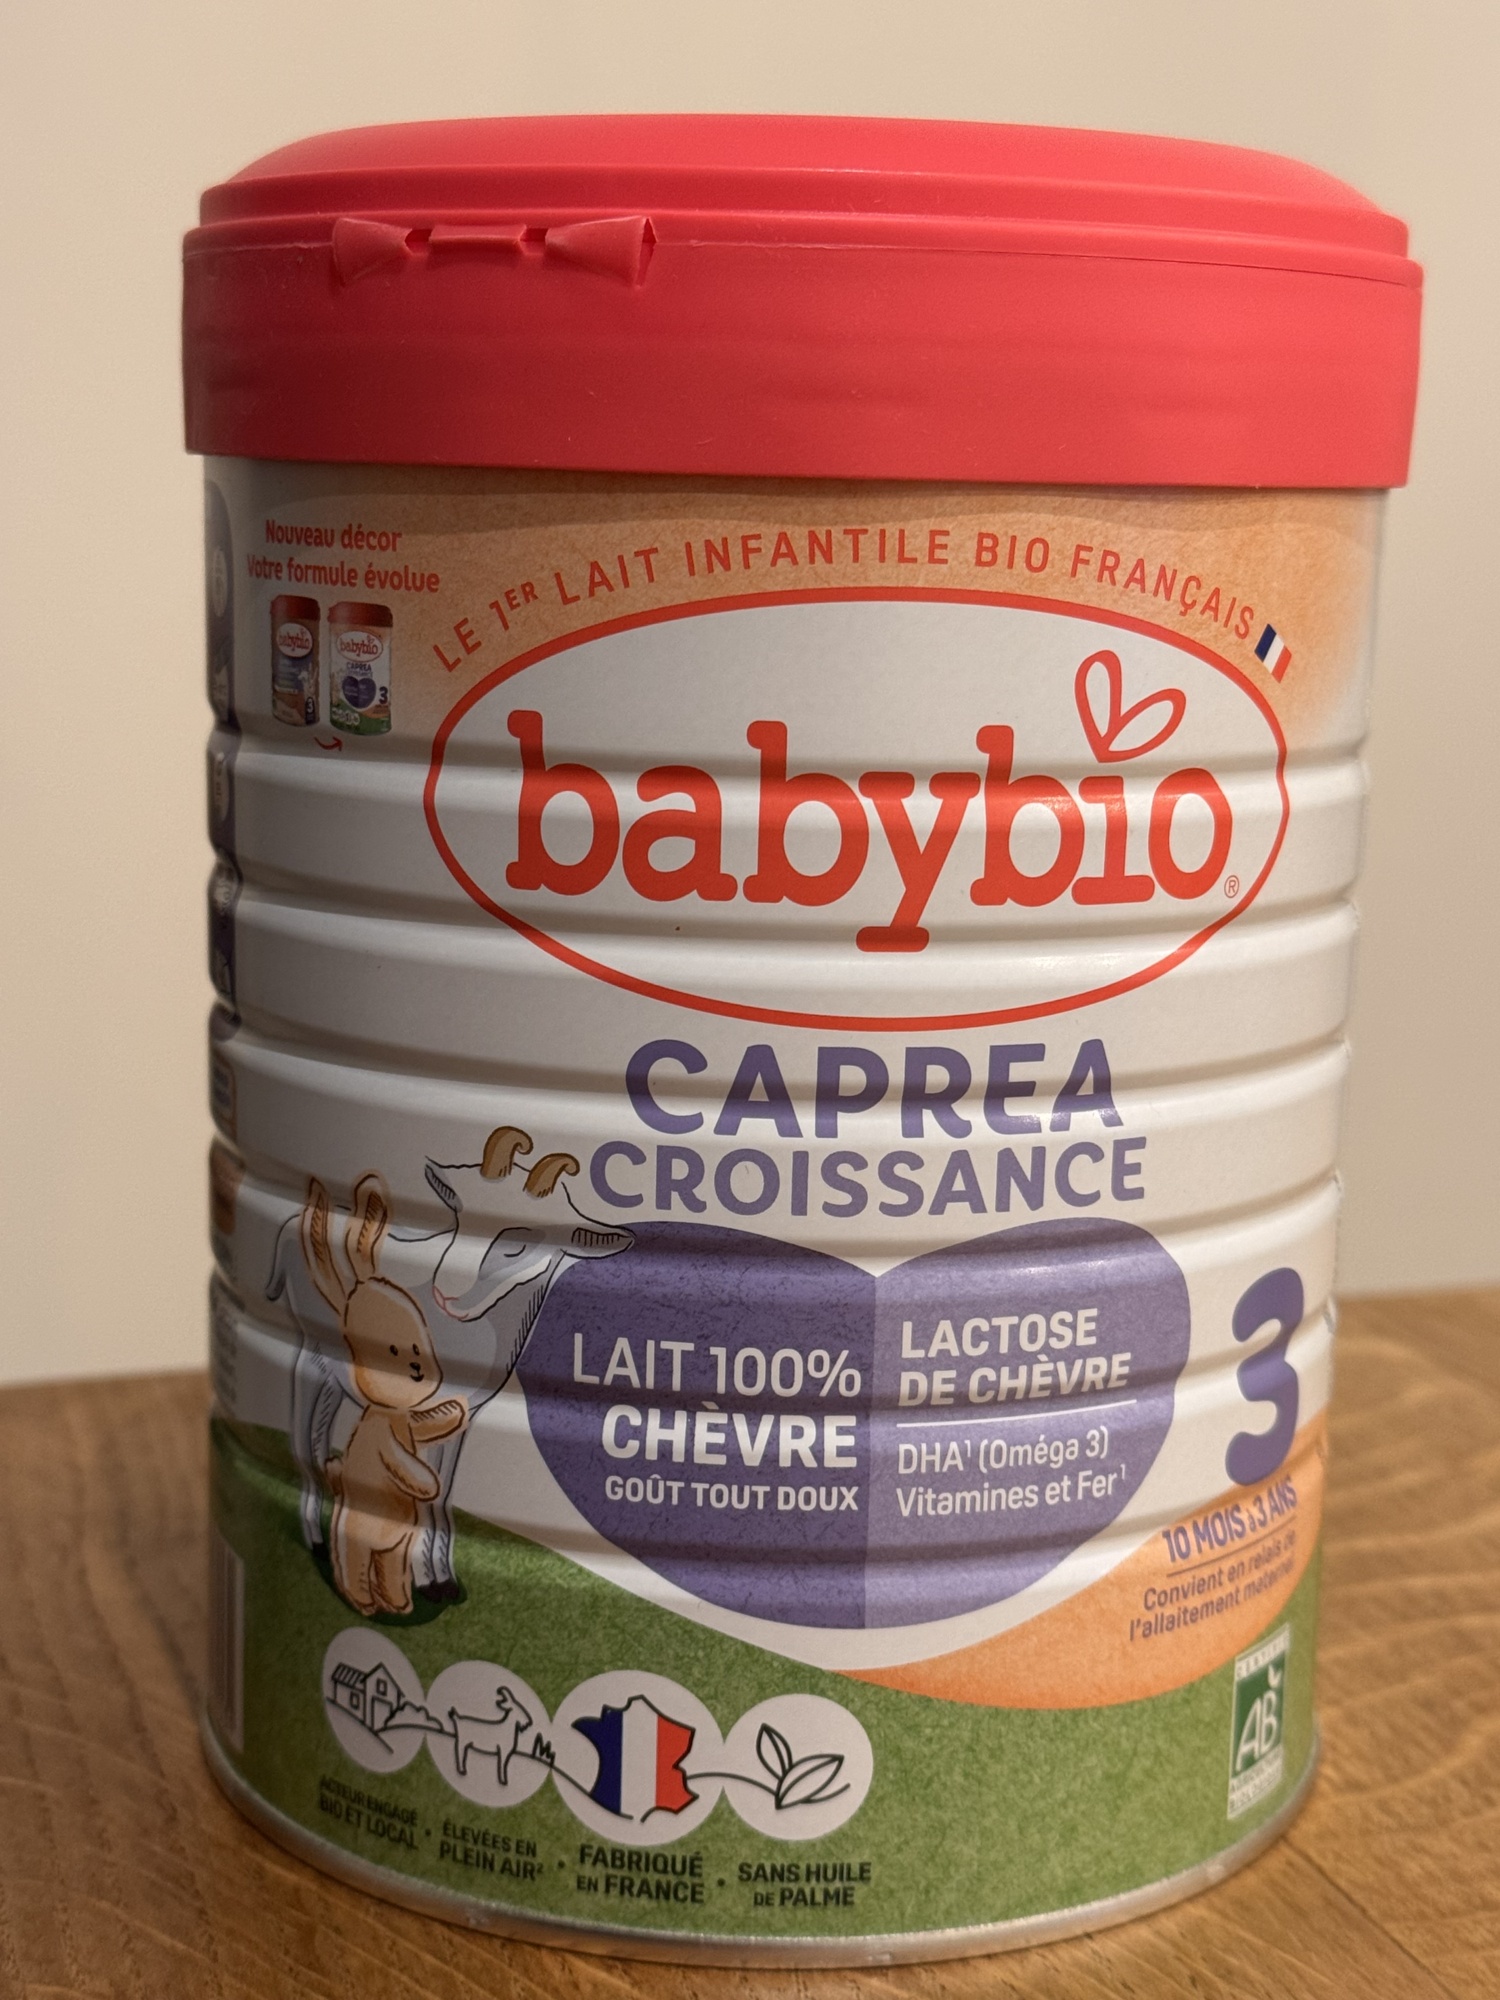 Nouveau décor
Votre formule évolue
LE 1ER LAIT INFANTILE BIO FRANÇAIS
babybio®
CAPREA
CROISSANCE
LAIT 100%
CHÈVRE
GOÛT TOUT DOUX
LACTOSE
DE CHÈVRE
DHA¹ (Oméga 3)
Vitamines et Fer¹
3
10 MOIS à 3 ANS
Convient en relais de
l'allaitement maternel
AB
ACTEUR ENGAGÉ
BIO ET LOCAL
•
ÉLEVÉES EN
PLEIN AIR²
•
FABRIQUÉ
EN FRANCE
•
SANS HUILE
DE PALME